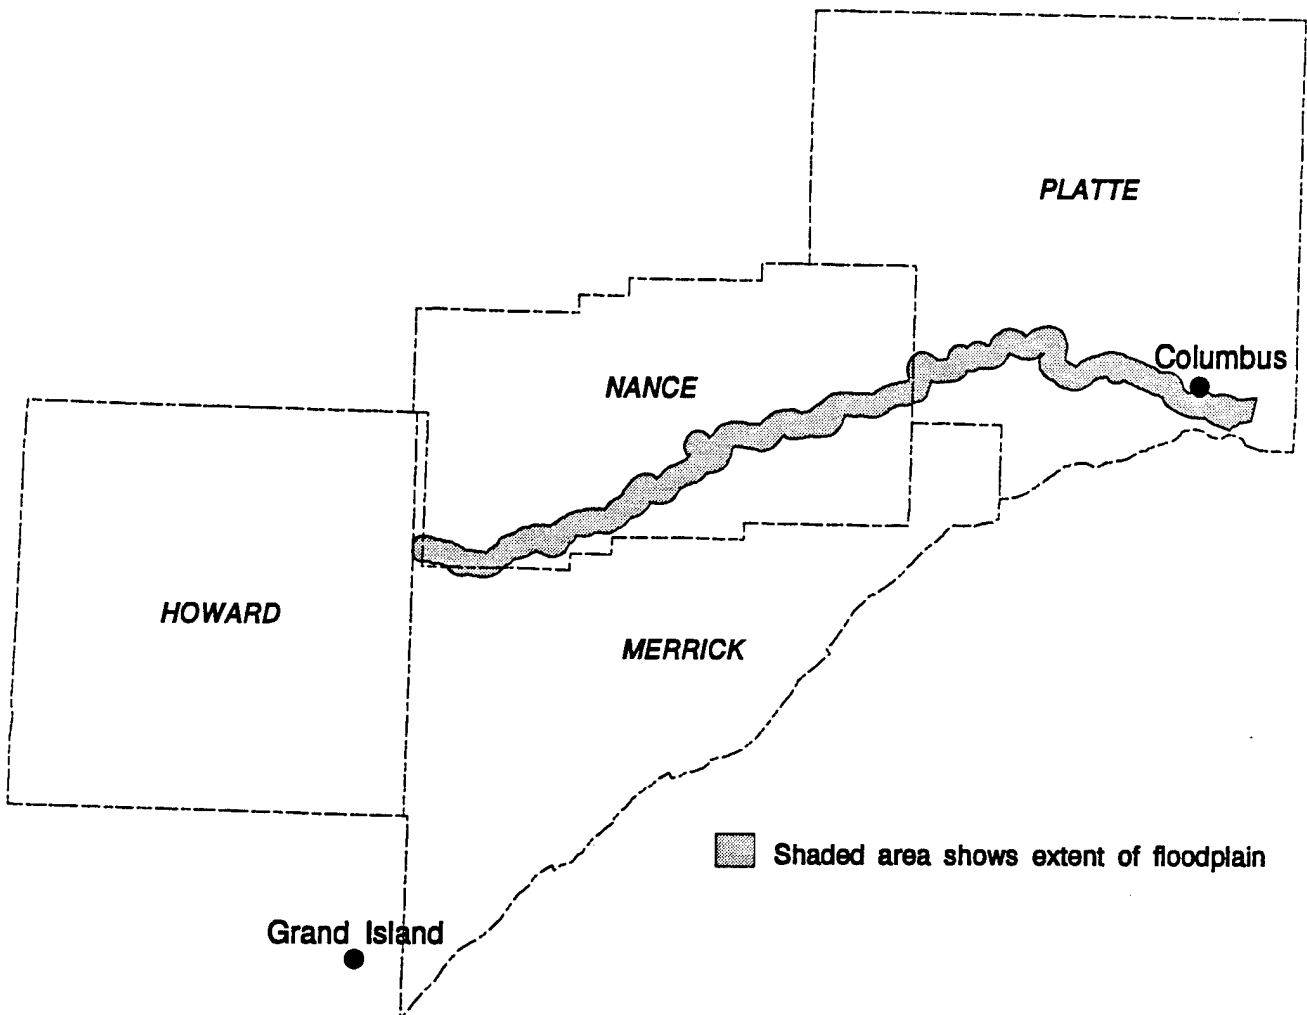 PLATTE
Columbus
NANCE
HOWARD
MERRICK
Shaded area shows extent of floodplain
Grand Island